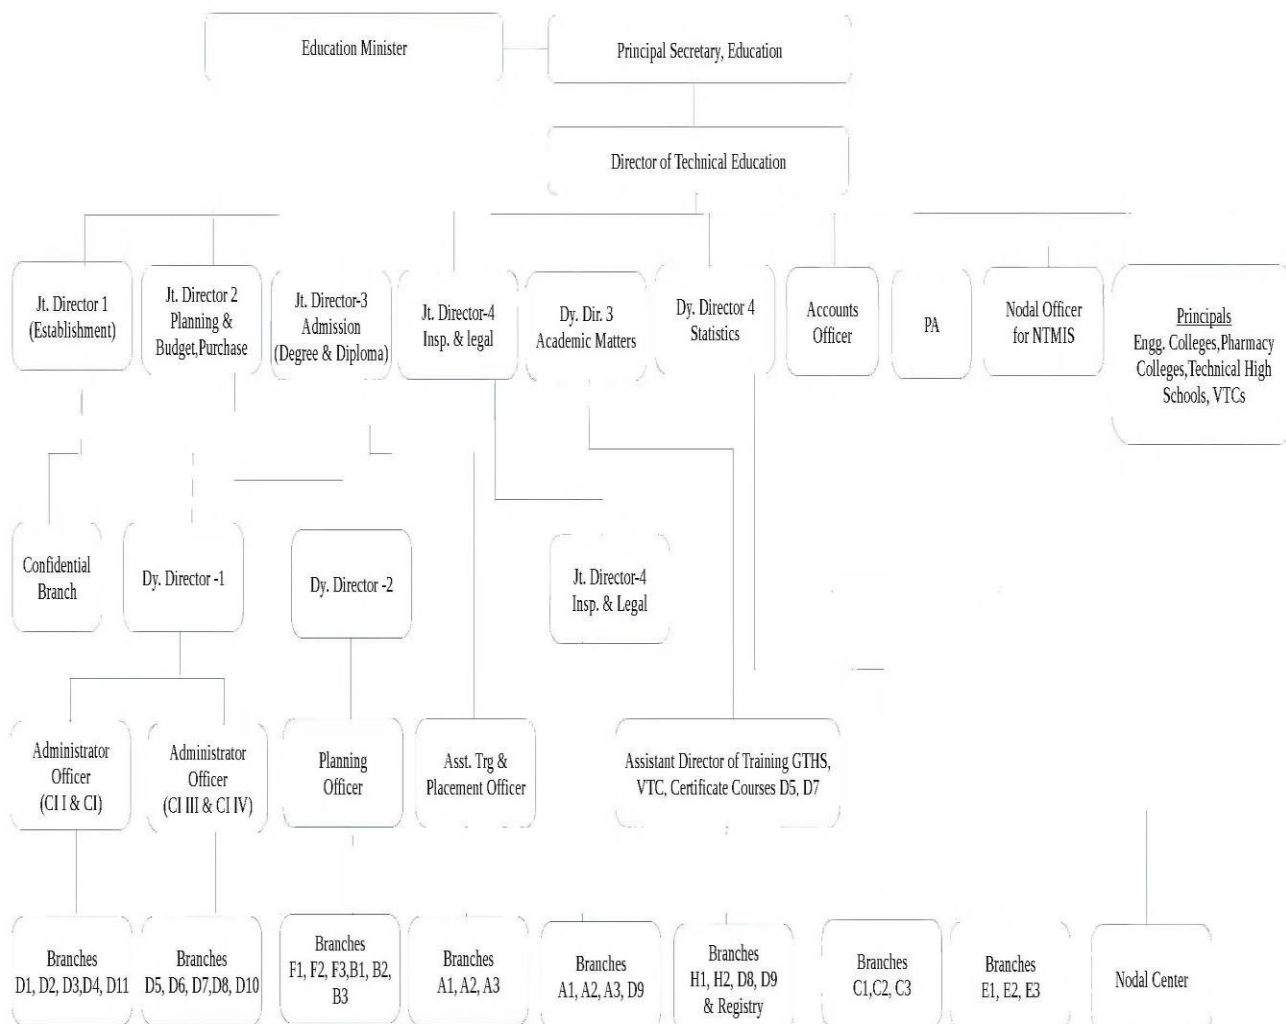 Education Minister
Principal Secretary, Education
Director of Technical Education
Jt. Director 1
(Establishment)
Jt. Director 2
Planning &
Budget,Purchase
Jt. Director-3
Admission
(Degree & Diploma)
Jt. Director-4
Insp. & legal
Dy. Dir. 3
Academic Matters
Dy. Director 4
Statistics
Accounts
Officer
PA
Nodal Officer
for NTMIS
Principals
Engg. Colleges,Pharmacy
Colleges,Technical High
Schools, VTCs
Confidential
Branch
Dy. Director -1
Dy. Director -2
Jt. Director-4
Insp. & Legal
Administrator
Officer
(CI I & CI)
Administrator
Officer
(CI III & CI IV)
Planning
Officer
Asst. Trg &
Placement Officer
Assistant Director of Training GTHS,
VTC, Certificate Courses D5, D7
Branches
D1, D2, D3,D4, D11
Branches
D5, D6, D7,D8, D10
Branches
F1, F2, F3,B1, B2,
B3
Branches
A1, A2, A3
Branches
A1, A2, A3, D9
Branches
H1, H2, D8, D9
& Registry
Branches
C1,C2, C3
Branches
E1, E2, E3
Nodal Center